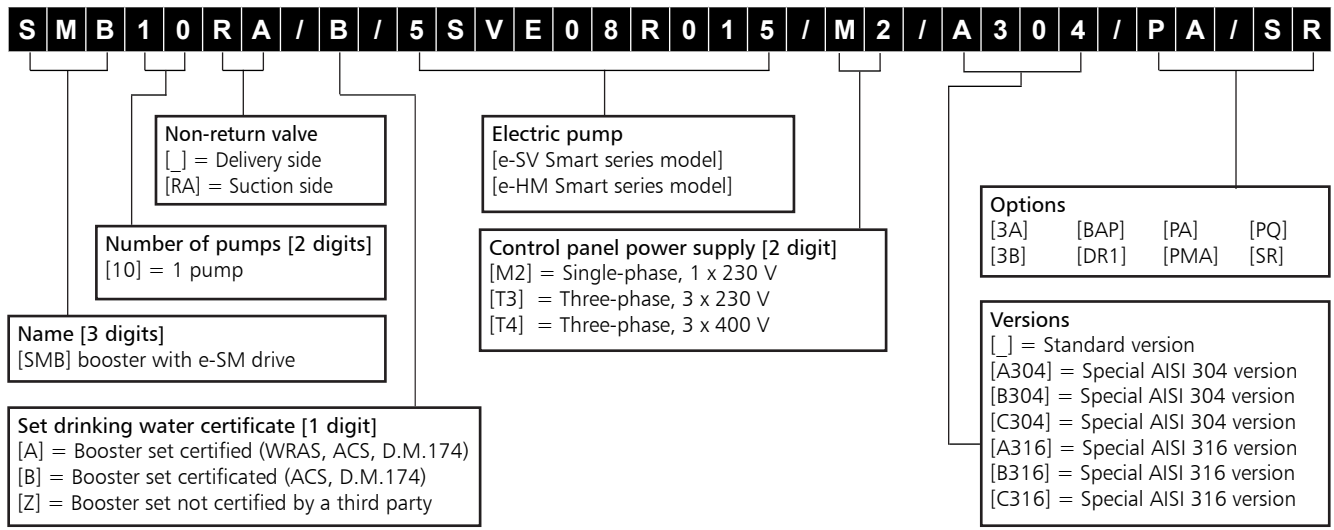 SMB10RA/B/5SVE08R015/M2/A304/PA/SR
Non-return valve
[_] = Delivery side
[RA] = Suction side
Electric pump
[e-SV Smart series model]
[e-HM Smart series model]
Options
[3A] [BAP] [PA] [PQ]
[3B] [DR1] [PMA] [SR]
Number of pumps [2 digits]
[10] = 1 pump
Control panel power supply [2 digit]
[M2] = Single-phase, 1 x 230 V
[T3] = Three-phase, 3 x 230 V
[T4] = Three-phase, 3 x 400 V
Name [3 digits]
[SMB] booster with e-SM drive
Versions
[_] = Standard version
[A304] = Special AISI 304 version
[B304] = Special AISI 304 version
[C304] = Special AISI 304 version
[A316] = Special AISI 316 version
[B316] = Special AISI 316 version
[C316] = Special AISI 316 version
Set drinking water certificate [1 digit]
[A] = Booster set certified (WRAS, ACS, D.M.174)
[B] = Booster set certificated (ACS, D.M.174)
[Z] = Booster set not certified by a third party